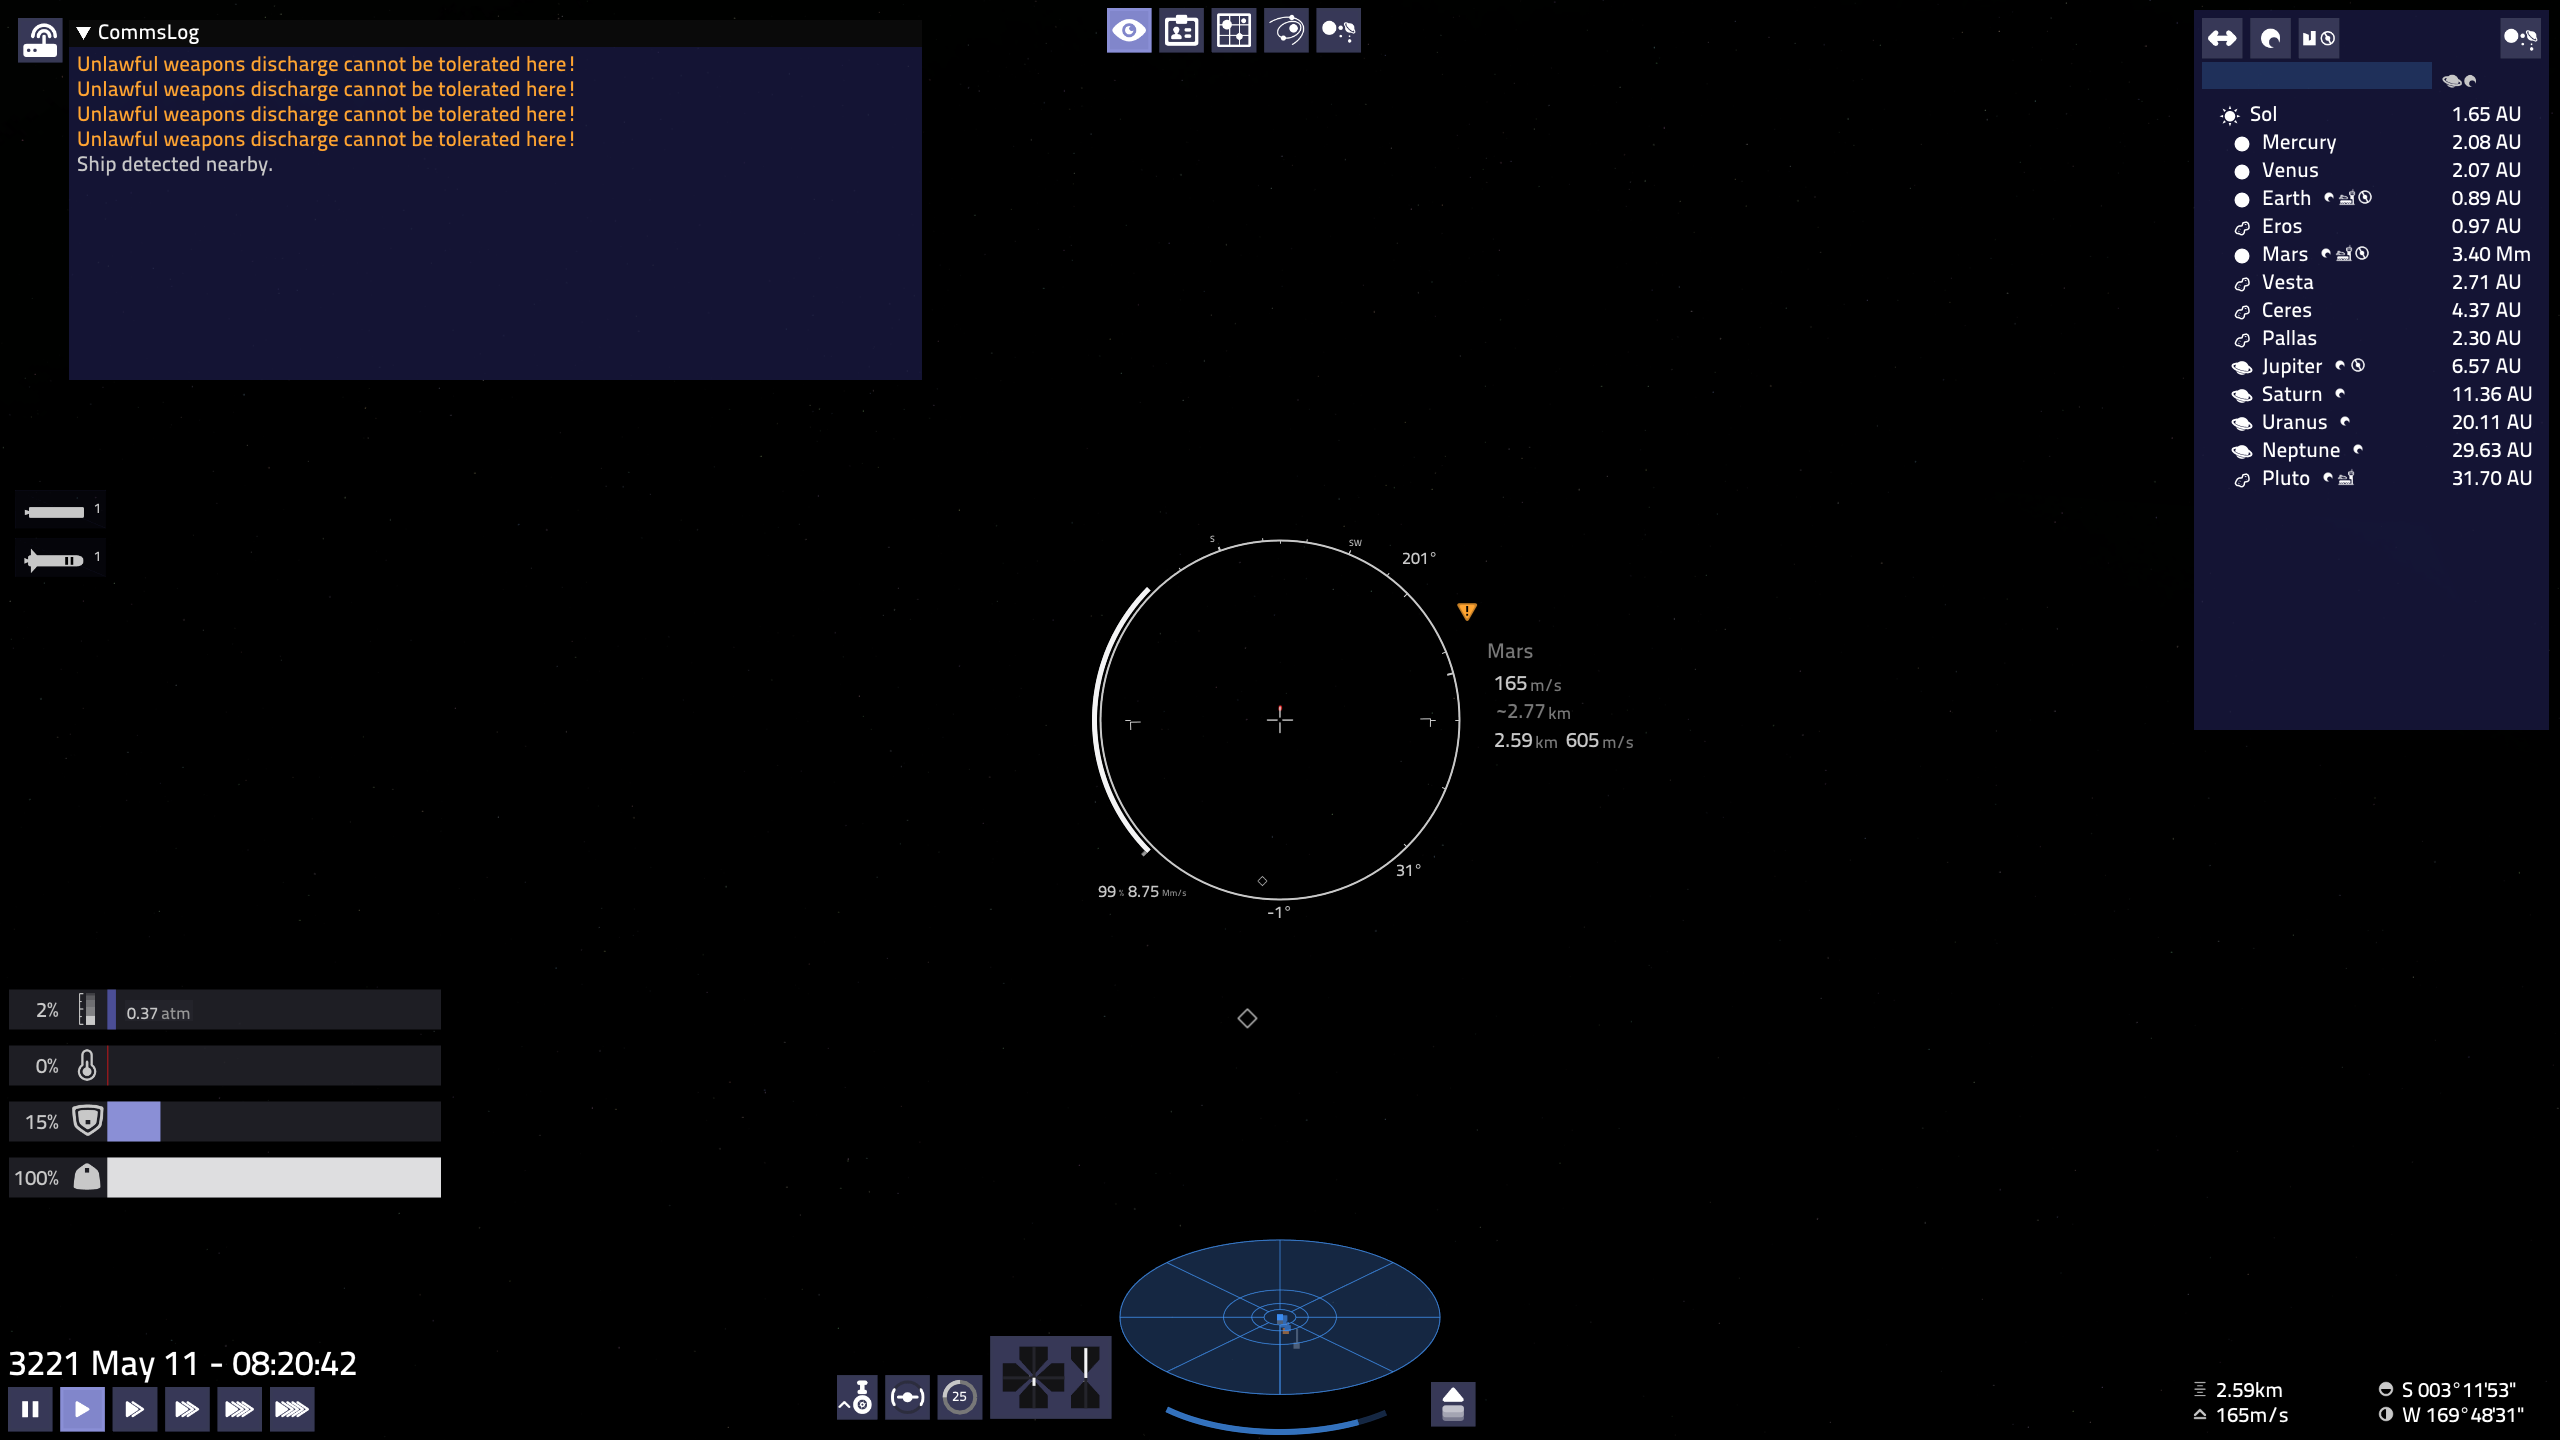 CommsLog
Unlawful weapons discharge cannot be tolerated here!
Unlawful weapons discharge cannot be tolerated here!
Unlawful weapons discharge cannot be tolerated here!
Unlawful weapons discharge cannot be tolerated here!
Ship detected nearby.
Sol 1.65 AU
Mercury 2.08 AU
Venus 2.07 AU
Earth 0.89 AU
Eros 0.97 AU
Mars 3.40 Mm
Vesta 2.71 AU
Ceres 4.37 AU
Pallas 2.30 AU
Jupiter 6.57 AU
Saturn 11.36 AU
Uranus 20.11 AU
Neptune 29.63 AU
Pluto 31.70 AU
1
1
S
SW
201°
Mars
165 m/s
~2.77 km
2.59 km 605 m/s
31°
99 % 8.75 Mm/s
-1°
2% 0.37 atm
0%
15%
100%
3221 May 11 - 08:20:42
25
2.59km S 003°11'53"
165m/s W 169°48'31"